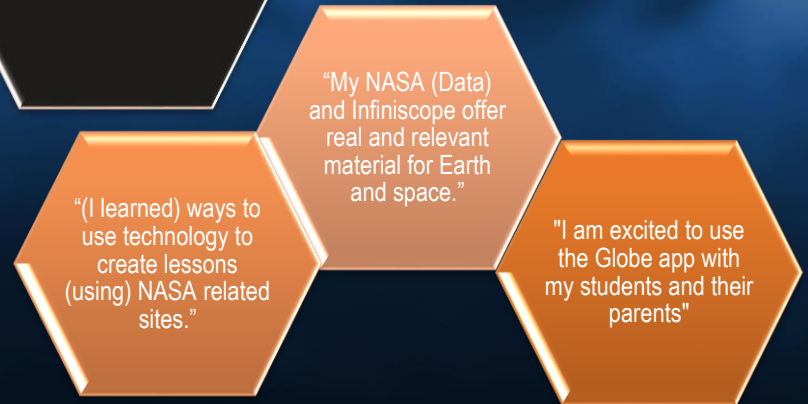 “(I learned) ways to
use technology to
create lessons
(using) NASA related
sites.”
“My NASA (Data)
and Infiniscope offer
real and relevant
material for Earth
and space.”
"I am excited to use
the Globe app with
my students and their
parents"